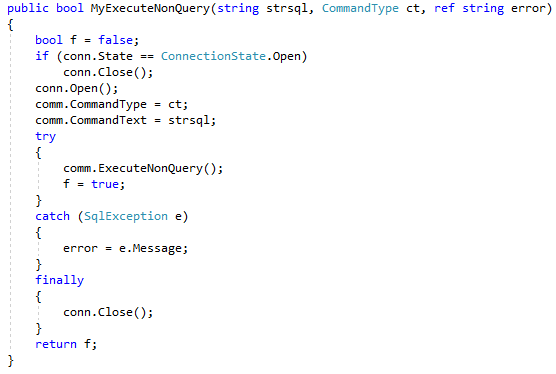 public bool MyExecuteNonQuery(string strsql, CommandType ct, ref string error)
{
    bool f = false;
    if (conn.State == ConnectionState.Open)
        conn.Close();
    conn.Open();
    comm.CommandType = ct;
    comm.CommandText = strsql;
    try
    {
        comm.ExecuteNonQuery();
        f = true;
    }
    catch (SqlException e)
    {
        error = e.Message;
    }
    finally
    {
        conn.Close();
    }
    return f;
}